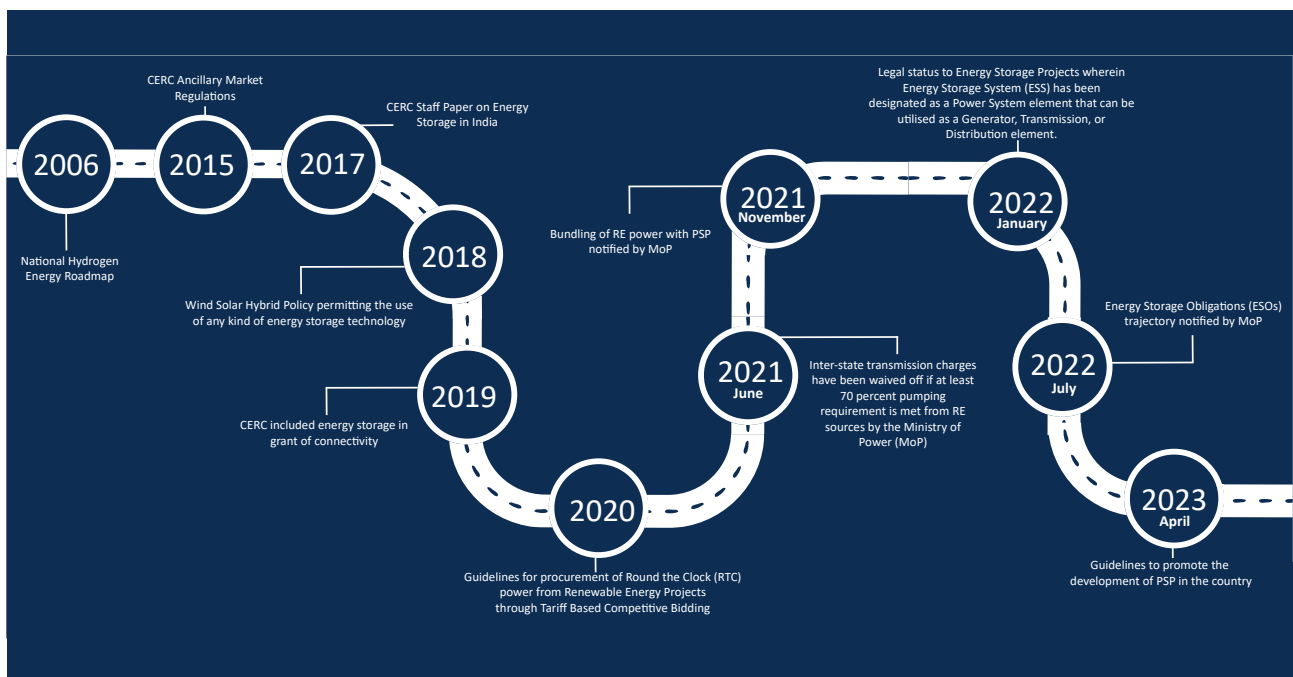 2006
National Hydrogen
Energy Roadmap
CERC Ancillary Market
Regulations
2015
CERC Staff Paper on Energy
Storage in India
2017
2018
Wind Solar Hybrid Policy permitting the use
of any kind of energy storage technology
2019
CERC included energy storage in
grant of connectivity
2020
Guidelines for procurement of Round the Clock (RTC)
power from Renewable Energy Projects
through Tariff Based Competitive Bidding
2021
June
Inter-state transmission charges
have been waived off if at least
70 percent pumping
requirement is met from RE
sources by the Ministry of
Power (MoP)
2021
November
Bundling of RE power with PSP
notified by MoP
Legal status to Energy Storage Projects wherein
Energy Storage System (ESS) has been
designated as a Power System element that can be
utilised as a Generator, Transmission, or
Distribution element.
2022
January
Energy Storage Obligations (ESOs)
trajectory notified by MoP
2022
July
2023
April
Guidelines to promote the
development of PSP in the country